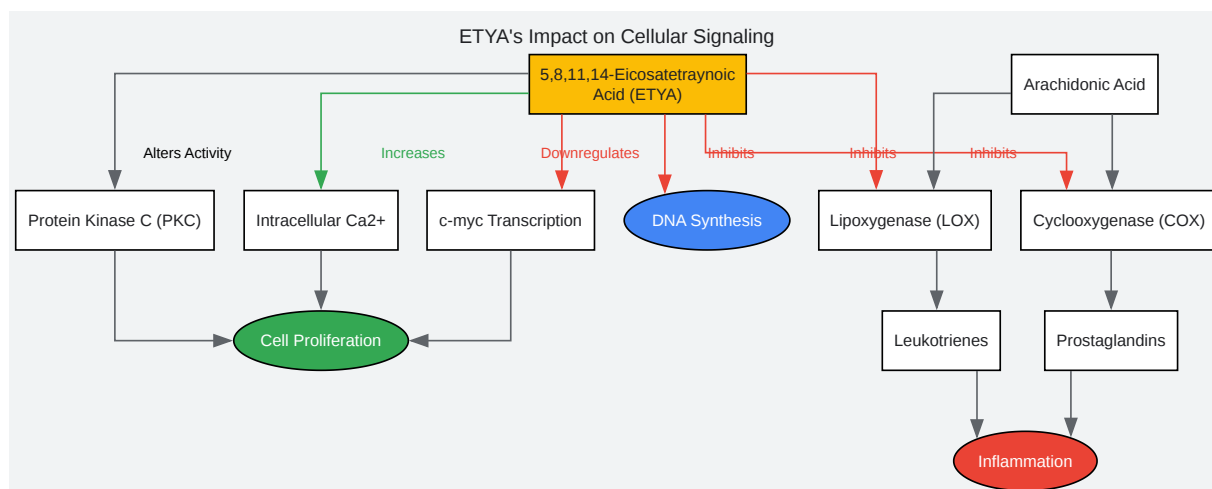 ETYA's Impact on Cellular Signaling
5,8,11,14-Eicosatetraynoic
Acid (ETYA)
Arachidonic Acid
Alters Activity
Increases
Downregulates
Inhibits
Inhibits
Inhibits
Protein Kinase C (PKC)
Intracellular Ca2+
c-myc Transcription
DNA Synthesis
Lipoxygenase (LOX)
Cyclooxygenase (COX)
Cell Proliferation
Leukotrienes
Prostaglandins
Inflammation